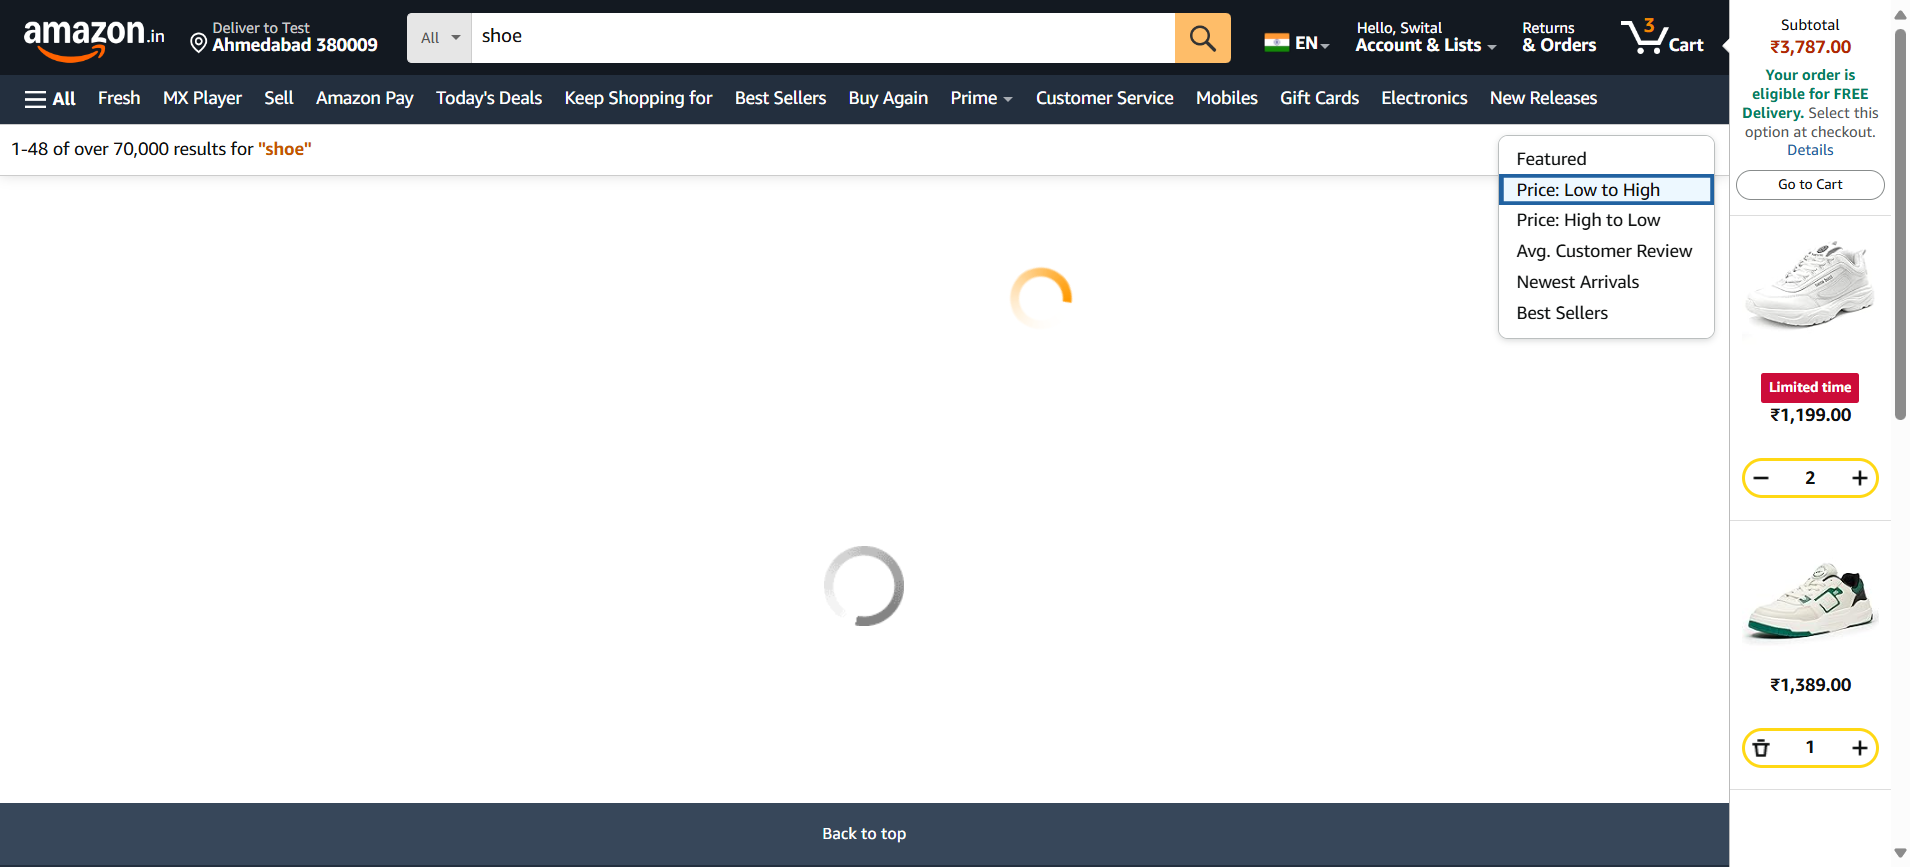 amazon.in
Deliver to Test
Ahmedabad 380009
All
shoe
EN
Hello, Swital
Account & Lists
Returns
& Orders
3
Cart
All
Fresh
MX Player
Sell
Amazon Pay
Today's Deals
Keep Shopping for
Best Sellers
Buy Again
Prime
Customer Service
Mobiles
Gift Cards
Electronics
New Releases
1-48 of over 70,000 results for "shoe"
Featured
Price: Low to High
Price: High to Low
Avg. Customer Review
Newest Arrivals
Best Sellers
Subtotal
₹3,787.00
Your order is
eligible for FREE
Delivery. Select this
option at checkout.
Details
Go to Cart
Limited time
₹1,199.00
2
₹1,389.00
1
Back to top